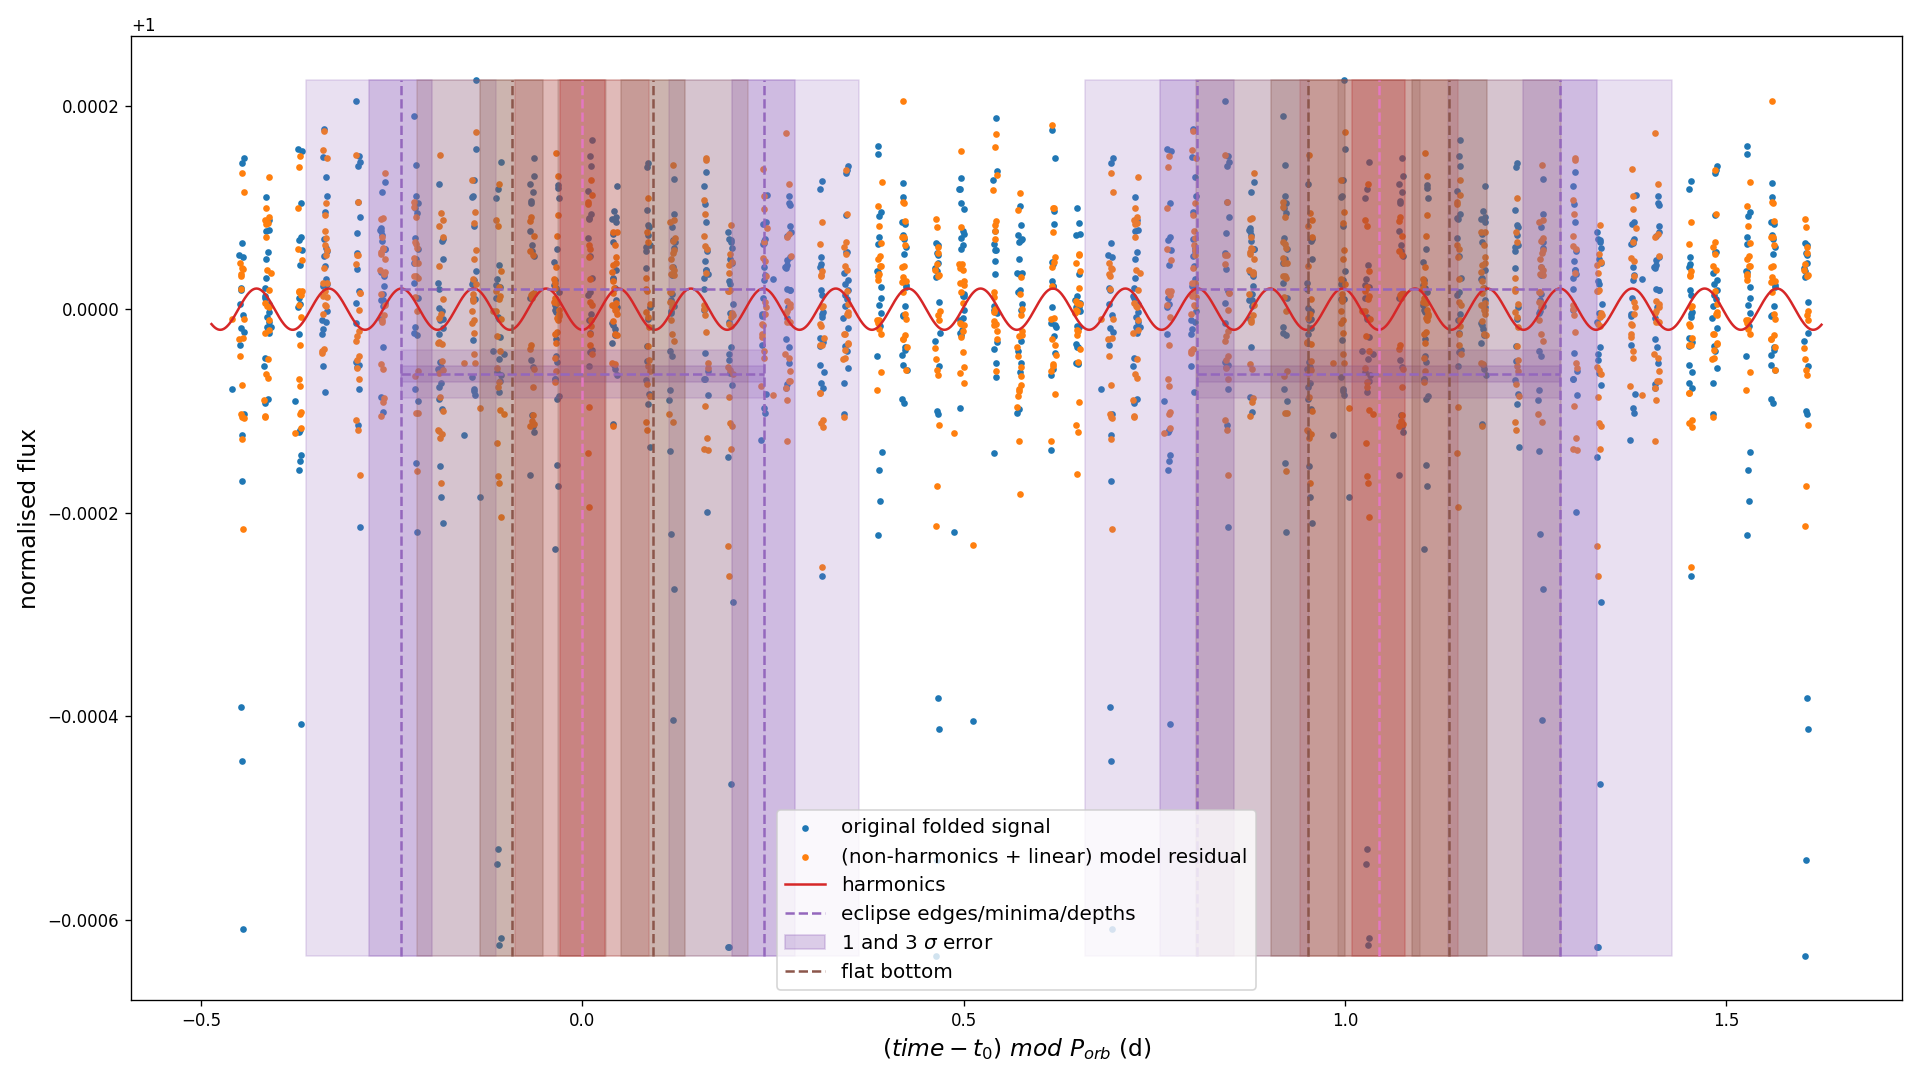 +1
0.0002
0.0000
−0.0002
−0.0004
−0.0006
normalised flux
original folded signal
(non-harmonics + linear) model residual
harmonics
eclipse edges/minima/depths
1 and 3 σ error
flat bottom
−0.5 0.0 0.5 1.0 1.5
(time − t₀) mod P_orb (d)